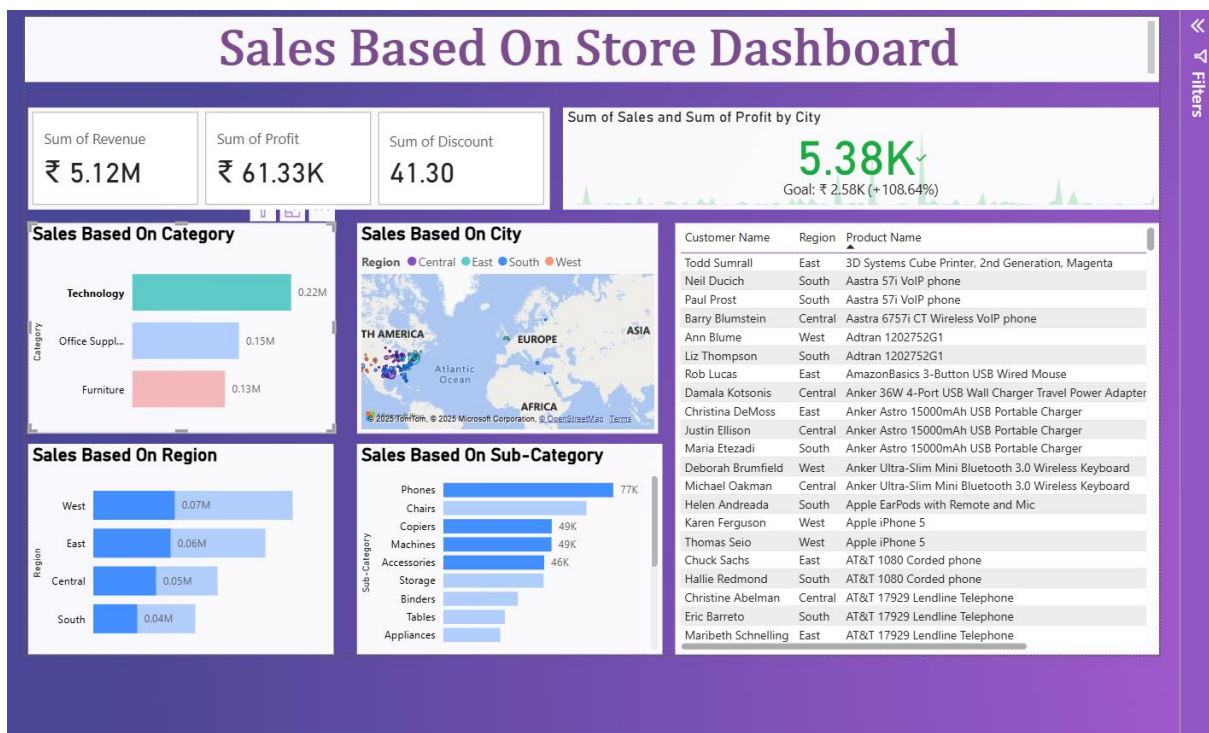 Sales Based On Store Dashboard
Filters
Sum of Revenue
₹ 5.12M
Sum of Profit
₹ 61.33K
Sum of Discount
41.30
Sum of Sales and Sum of Profit by City
5.38K
Goal: ₹ 2.58K (+108.64%)
Sales Based On Category
Category
Technology 0.22M
Office Suppl... 0.15M
Furniture 0.13M
Sales Based On City
Region Central East South West
TH AMERICA
EUROPE
ASIA
Atlantic
Ocean
AFRICA
© 2025 TomTom, © 2025 Microsoft Corporation, © OpenStreetMap Terms
Sales Based On Region
Region
West 0.07M
East 0.06M
Central 0.05M
South 0.04M
Sales Based On Sub-Category
Sub-Category
Phones 77K
Chairs
Copiers 49K
Machines 49K
Accessories 46K
Storage
Binders
Tables
Appliances
Customer Name Region Product Name
Todd Sumrall East 3D Systems Cube Printer, 2nd Generation, Magenta
Neil Ducich South Aastra 57i VoIP phone
Paul Prost South Aastra 57i VoIP phone
Barry Blumstein Central Aastra 6757i CT Wireless VoIP phone
Ann Blume West Adtran 1202752G1
Liz Thompson South Adtran 1202752G1
Rob Lucas East AmazonBasics 3-Button USB Wired Mouse
Damala Kotsonis Central Anker 36W 4-Port USB Wall Charger Travel Power Adapter
Christina DeMoss East Anker Astro 15000mAh USB Portable Charger
Justin Ellison Central Anker Astro 15000mAh USB Portable Charger
Maria Etezadi South Anker Astro 15000mAh USB Portable Charger
Deborah Brumfield West Anker Ultra-Slim Mini Bluetooth 3.0 Wireless Keyboard
Michael Oakman Central Anker Ultra-Slim Mini Bluetooth 3.0 Wireless Keyboard
Helen Andreada South Apple EarPods with Remote and Mic
Karen Ferguson West Apple iPhone 5
Thomas Seio West Apple iPhone 5
Chuck Sachs East AT&T 1080 Corded phone
Hallie Redmond South AT&T 1080 Corded phone
Christine Abelman Central AT&T 17929 Lendline Telephone
Eric Barreto South AT&T 17929 Lendline Telephone
Maribeth Schnelling East AT&T 17929 Lendline Telephone